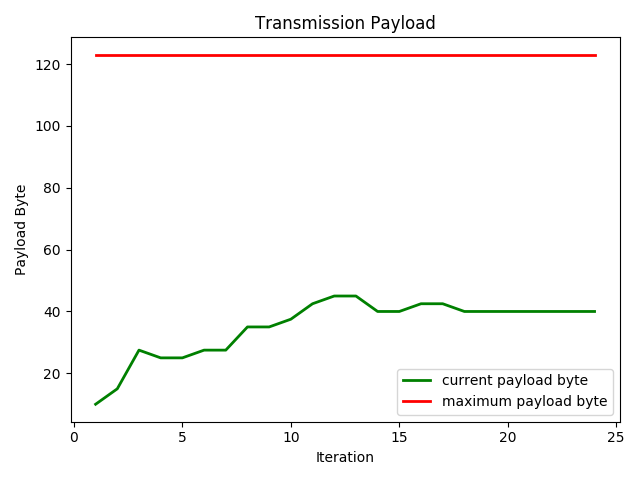 Transmission Payload
Payload Byte
120
100
80
60
40
20
0
5
10
15
20
25
Iteration
current payload byte
maximum payload byte